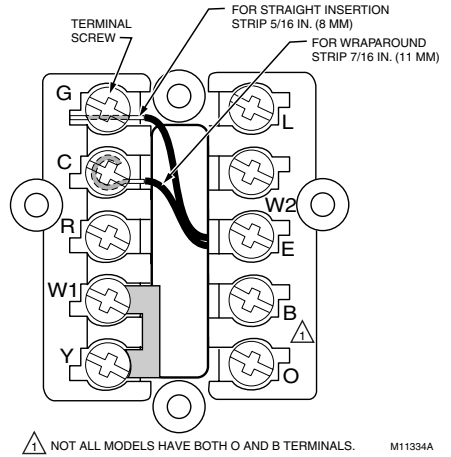 FOR STRAIGHT INSERTION
STRIP 5/16 IN. (8 MM)
TERMINAL
SCREW
FOR WRAPAROUND
STRIP 7/16 IN. (11 MM)
G
L
C
W2
R
E
W1
B
1
Y
O
1 NOT ALL MODELS HAVE BOTH O AND B TERMINALS.
M11334A